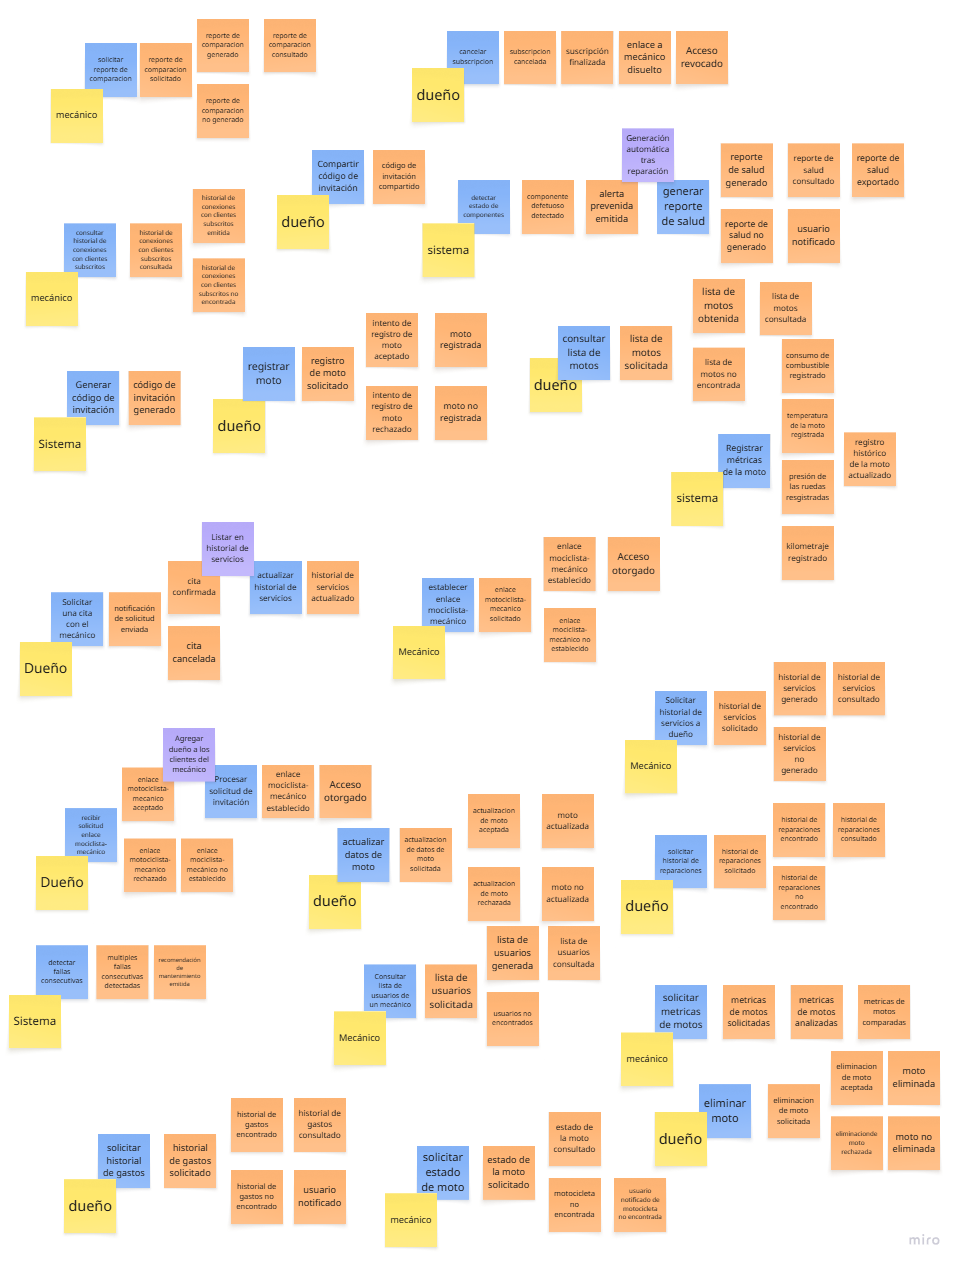 solicitar
reporte de
comparacion
reporte de
comparacion
solicitado
reporte de
comparacion
generado
reporte de
comparacion
consultado
reporte de
comparacion
no generado
mecánico
cancelar
subscripcion
subscripcion
cancelada
suscripción
finalizada
enlace a
mecánico
disuelto
Acceso
revocado
dueño
Compartir
código de
invitación
código de
invitación
compartido
dueño
Generación
automática
tras
reparación
detectar
estado de
componentes
componente
defetuoso
detectado
alerta
prevenida
emitida
generar
reporte
de salud
reporte
de salud
generado
reporte de
salud
consultado
reporte de
salud
exportado
reporte de
salud no
generado
usuario
notificado
sistema
consultar
historial de
conexiones
con clientes
subscritos
historial de
conexiones
con clientes
subscritos
consultada
historial de
conexiones
con clientes
subscritos
emitida
historial de
conexiones
con clientes
subscritos no
encontrada
mecánico
Generar
código de
invitación
código de
invitación
generado
Sistema
registrar
moto
registro
de moto
solicitado
intento de
registro de
moto
aceptado
moto
registrada
intento de
registro de
moto
rechazado
moto no
registrada
dueño
consultar
lista de
motos
lista de
motos
solicitada
lista de
motos
obtenida
lista de
motos
consultada
lista de
motos no
encontrada
dueño
Registrar
métricas
de la moto
consumo de
combustible
registrado
temperatura
de la moto
registrada
presión de
las ruedas
resgistradas
kilometraje
registrado
registro
histórico
de la moto
actualizado
sistema
Listar en
historial de
servicios
Solicitar
una cita
con el
mecánico
notificación
de solicitud
enviada
cita
confirmada
actualizar
historial de
servicios
historial de
servicios
actualizado
cita
cancelada
Dueño
establecer
enlace
mociclista-
mecánico
enlace
motociclista-
mecanico
solicitado
enlace
mociclista-
mecánico
establecido
Acceso
otorgado
enlace
mociclista-
mecánico no
establecido
Mecánico
Solicitar
historial de
servicios a
dueño
historial de
servicios
solicitado
historial de
servicios
generado
historial de
servicios
consultado
historial de
servicios
no
generado
Mecánico
Agregar
dueño a los
clientes del
mecánico
recibir
solicitud
enlace
mociclista-
mecánico
enlace
motociclista-
mecanico
aceptado
Procesar
solicitud de
invitación
enlace
mociclista-
mecánico
establecido
Acceso
otorgado
enlace
motociclista-
mecanico
rechazado
enlace
mociclista-
mecánico no
establecido
Dueño
actualizar
datos de
moto
actualizacion
de datos de
moto
solicitada
actualizacion
de moto
aceptada
moto
actualizada
actualizacion
de moto
rechazada
moto no
actualizada
dueño
solicitar
historial de
reparaciones
historial de
reparaciones
solicitado
historial de
reparaciones
encontrado
historial de
reparaciones
consultado
historial de
reparaciones
no
encontrado
dueño
detectar
fallas
consecutivas
multiples
fallas
consecutivas
detectadas
recomendación
de
mantenimiento
emitida
Sistema
Consultar
lista de
usuarios de
un mecánico
lista de
usuarios
solicitada
lista de
usuarios
generada
lista de
usuarios
consultada
usuarios no
encontrados
Mecánico
solicitar
metricas
de motos
metricas
de motos
solicitadas
metricas
de motos
analizadas
metricas de
motos
comparadas
mecánico
eliminar
moto
eliminacion
de moto
solicitada
eliminacion
de moto
aceptada
moto
eliminada
eliminacionde
moto
rechazada
moto no
eliminada
dueño
solicitar
historial
de gastos
historial
de gastos
solicitado
historial de
gastos
encontrado
historial de
gastos
consultado
historial de
gastos no
encontrado
usuario
notificado
dueño
solicitar
estado
de moto
estado de
la moto
solicitado
estado de
la moto
consultado
motocicleta
no
encontrada
usuario
notificado de
motocicleta
no encontrada
mecánico
miro